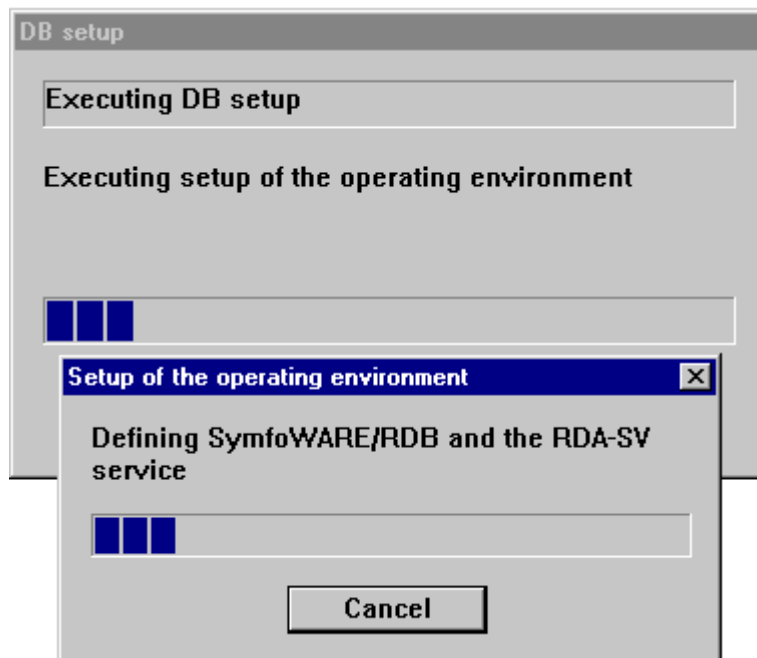 DB setup
Executing DB setup
Executing setup of the operating environment
Setup of the operating environment
Defining SymfoWARE/RDB and the RDA-SV
service
Cancel